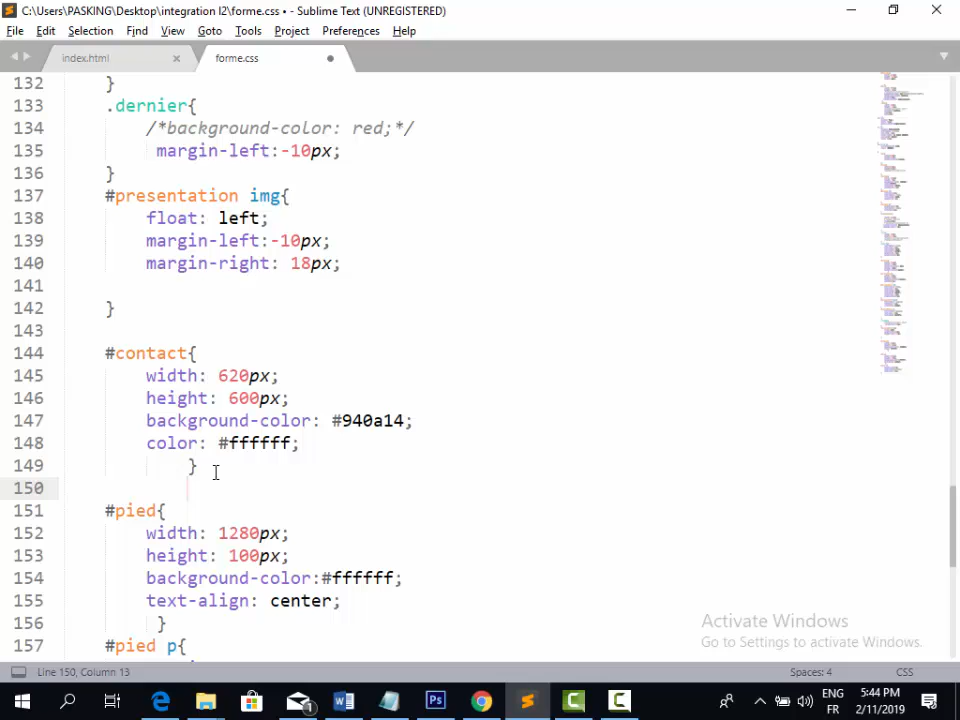 C:\Users\PASKING\Desktop\integration l2\forme.css • - Sublime Text (UNREGISTERED)
File Edit Selection Find View Goto Tools Project Preferences Help
index.html forme.css
132 }
133 .dernier{
134 /*background-color: red;*/
135 margin-left:-10px;
136 }
137 #presentation img{
138 float: left;
139 margin-left:-10px;
140 margin-right: 18px;
141
142 }
143
144 #contact{
145 width: 620px;
146 height: 600px;
147 background-color: #940a14;
148 color: #ffffff;
149 }
150
151 #pied{
152 width: 1280px;
153 height: 100px;
154 background-color:#ffffff;
155 text-align: center;
156 }
157 #pied p{
Activate Windows
Go to Settings to activate Windows.
Line 150, Column 13 Spaces: 4 CSS
ENG 5:44 PM
FR 2/11/2019